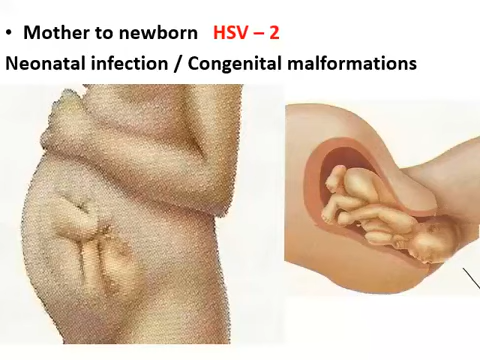 • Mother to newborn HSV – 2
Neonatal infection / Congenital malformations